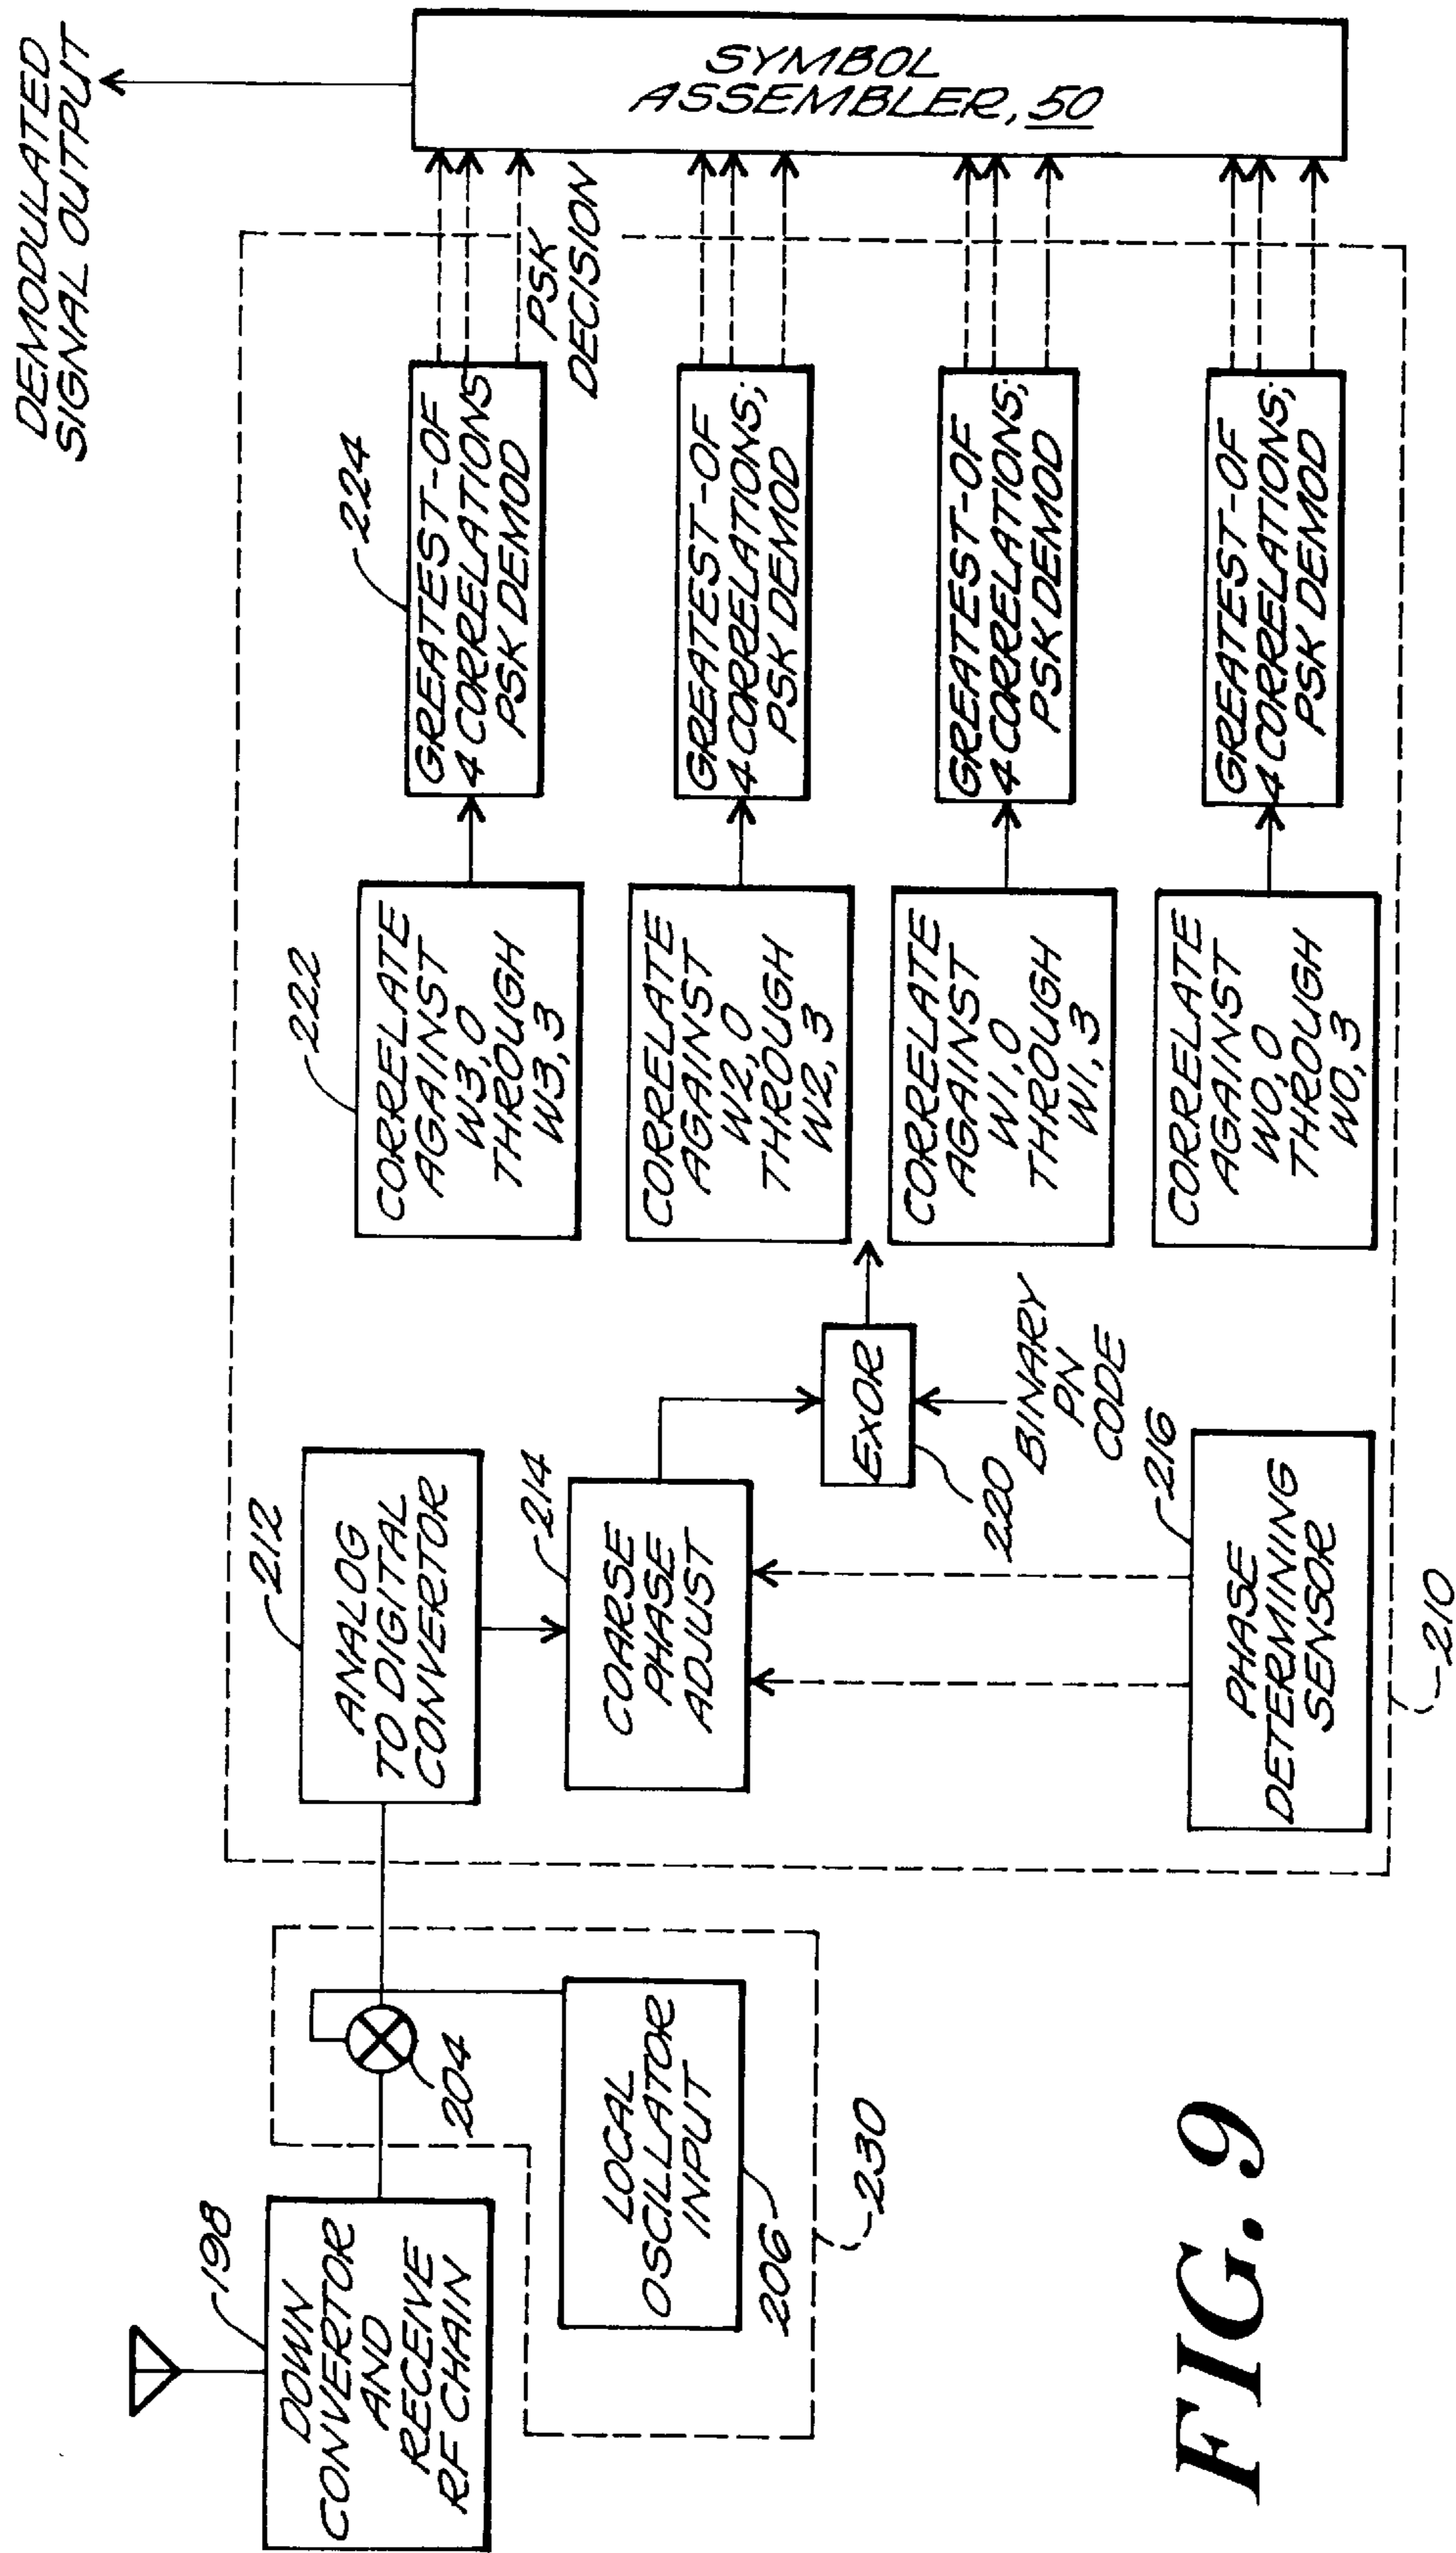 DEMODULATED
SIGNAL OUTPUT
198
DOWN
CONVERTOR
AND
RECEIVE
RF CHAIN
204
LOCAL
OSCILLATOR
INPUT
206
230
212
ANALOG
TO DIGITAL
CONVERTOR
214
COARSE
PHASE
ADJUST
216
PHASE
DETERMINING
SENSOR
210
EXOR
220
BINARY
PN
CODE
222
CORRELATE
AGAINST
W3,0
THROUGH
W3,3
CORRELATE
AGAINST
W2,0
THROUGH
W2,3
CORRELATE
AGAINST
W1,0
THROUGH
W1,3
CORRELATE
AGAINST
W0,0
THROUGH
W0,3
224
GREATEST-OF
4 CORRELATIONS
PSK DEMOD
GREATEST-OF
4 CORRELATIONS;
PSK DEMOD
GREATEST-OF
4 CORRELATIONS;
PSK DEMOD
GREATEST-OF
4 CORRELATIONS;
PSK DEMOD
PSK
DECISION
SYMBOL
ASSEMBLER, 50
FIG. 9